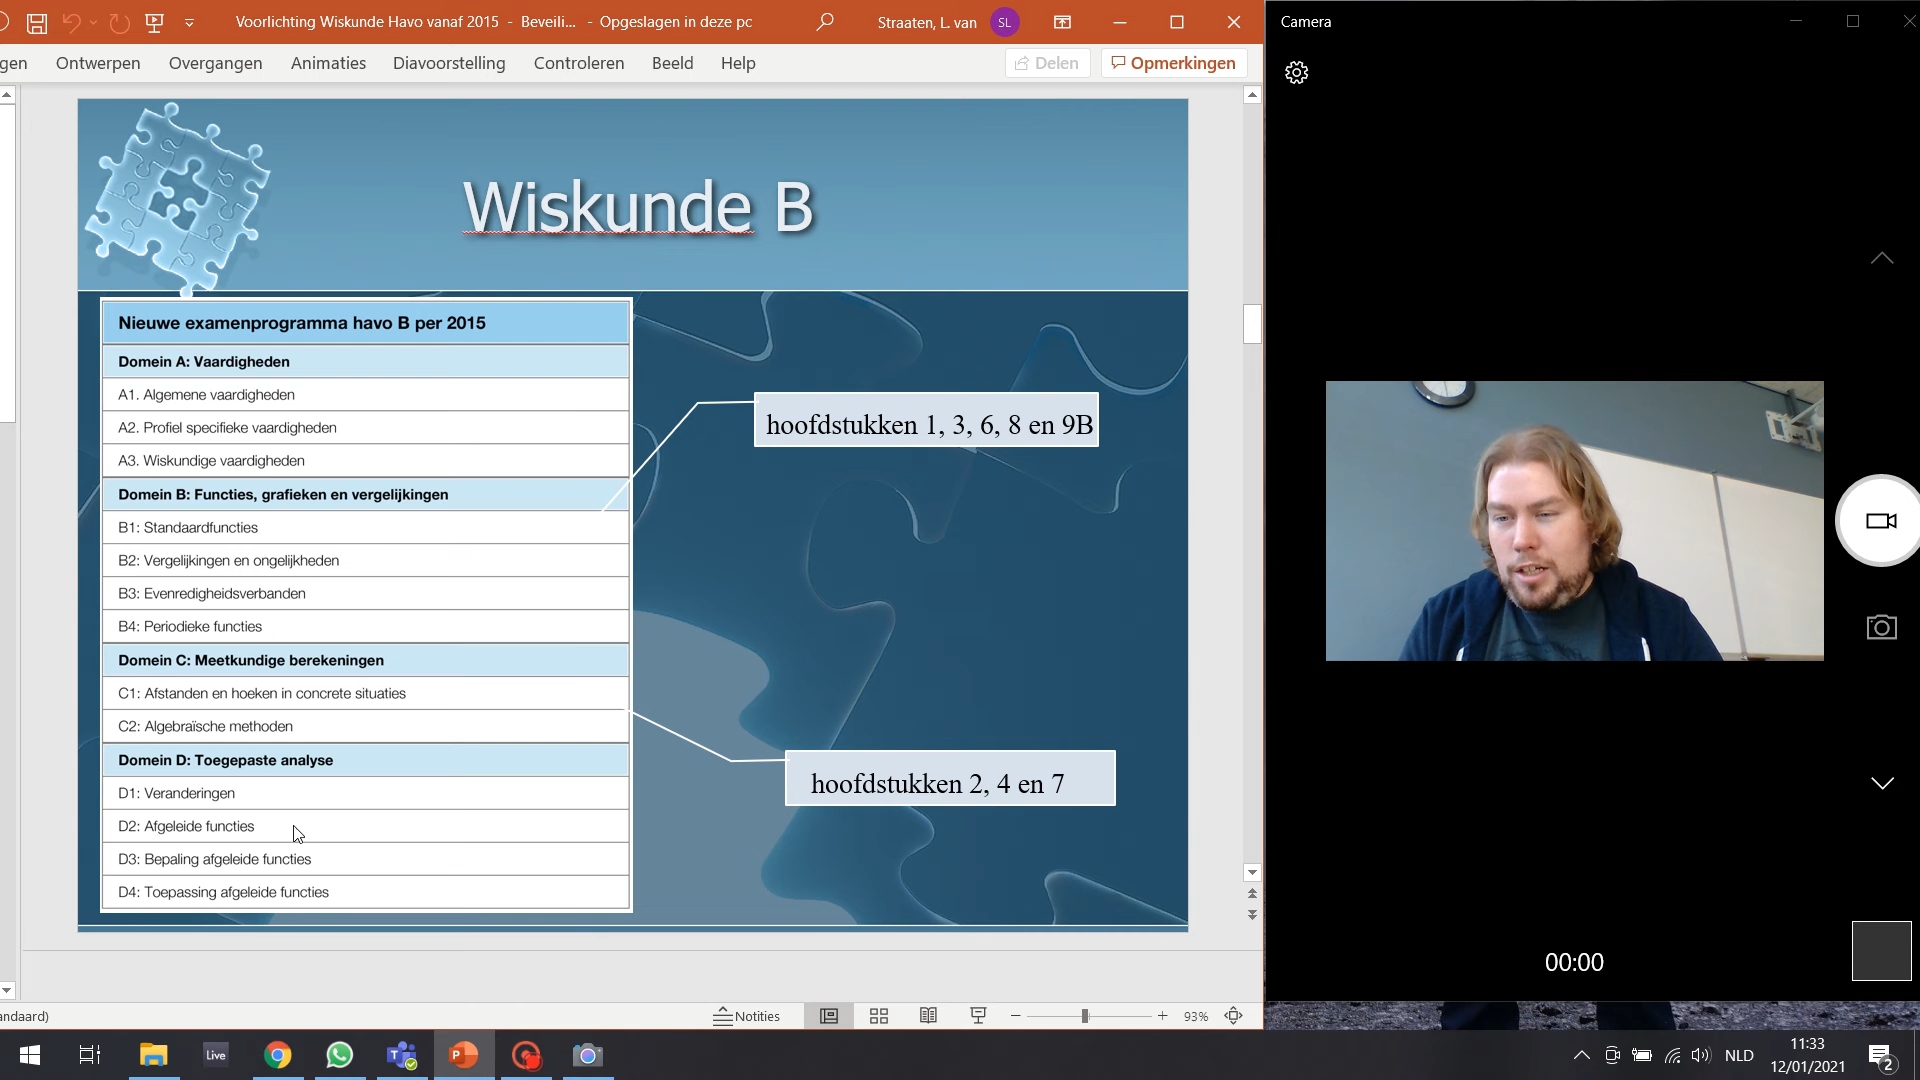 Voorlichting Wiskunde Havo vanaf 2015 - Beveili... - Opgeslagen in deze pc
Straaten, L. van
SL
Camera
gen
Ontwerpen
Overgangen
Animaties
Diavoorstelling
Controleren
Beeld
Help
Delen
Opmerkingen
Wiskunde B
Nieuwe examenprogramma havo B per 2015
Domein A: Vaardigheden
A1. Algemene vaardigheden
A2. Profiel specifieke vaardigheden
A3. Wiskundige vaardigheden
Domein B: Functies, grafieken en vergelijkingen
B1: Standaardfuncties
B2: Vergelijkingen en ongelijkheden
B3: Evenredigheidsverbanden
B4: Periodieke functies
Domein C: Meetkundige berekeningen
C1: Afstanden en hoeken in concrete situaties
C2: Algebraïsche methoden
Domein D: Toegepaste analyse
D1: Veranderingen
D2: Afgeleide functies
D3: Bepaling afgeleide functies
D4: Toepassing afgeleide functies
hoofdstukken 1, 3, 6, 8 en 9B
hoofdstukken 2, 4 en 7
00:00
andaard)
Notities
93%
Live
P
NLD
11:33
12/01/2021
2